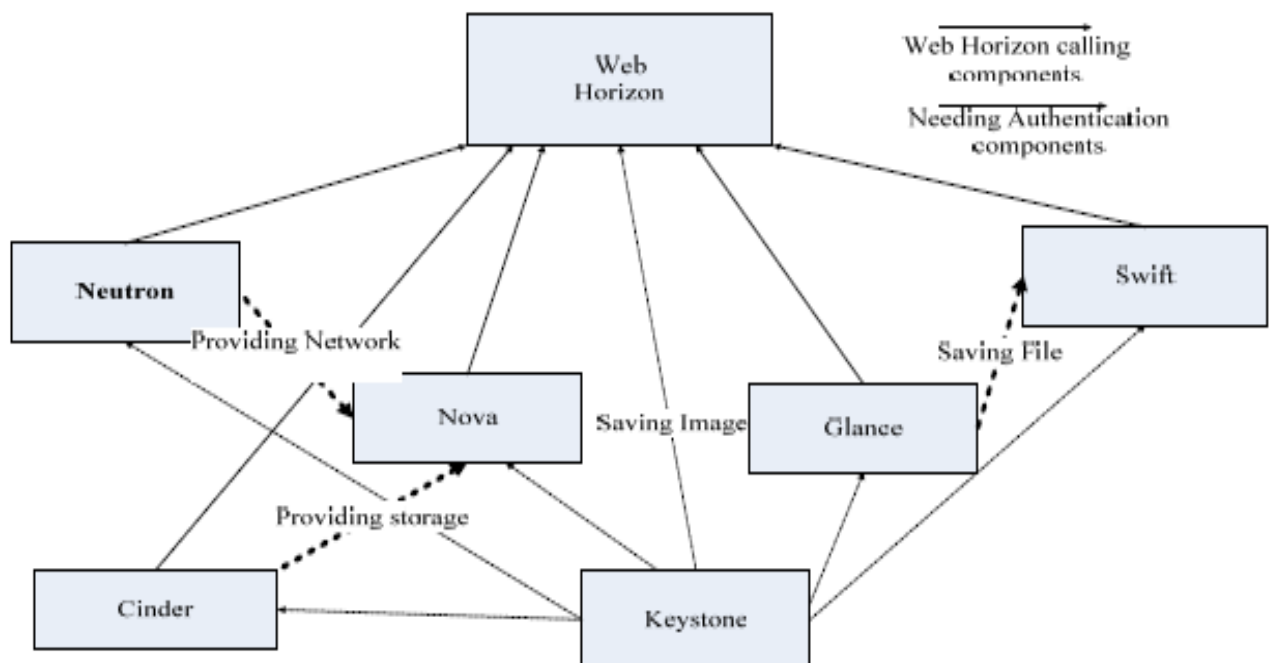 Web
Horizon
Web Horizon calling
components
Needing Authentication
components
Neutron
Swift
Providing Network
Saving File
Nova
Saving Image
Glance
Providing storage
Cinder
Keystone